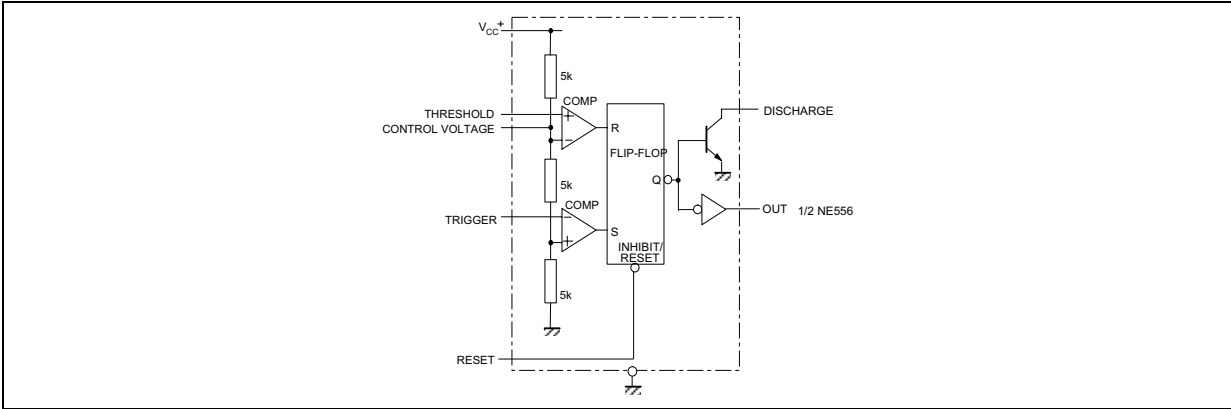 VCC+
5k
COMP
THRESHOLD
DISCHARGE
CONTROL VOLTAGE
R
FLIP-FLOP
5k
Q
COMP
OUT 1/2 NE556
TRIGGER
S
INHIBIT/
RESET
5k
RESET